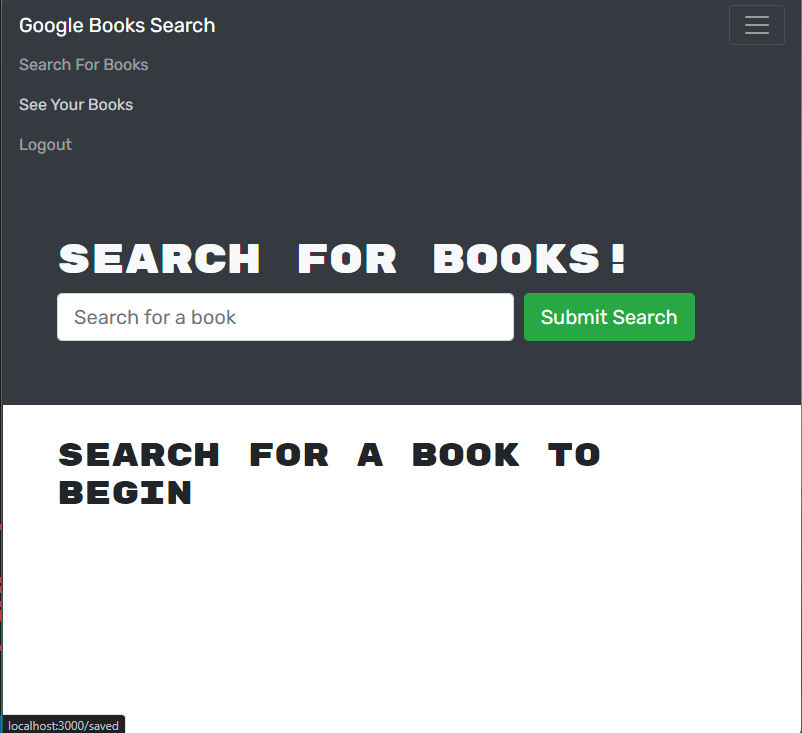 Google Books Search
Search For Books
See Your Books
Logout
SEARCH FOR BOOKS!
Search for a book
Submit Search
SEARCH FOR A BOOK TO
BEGIN
localhost:3000/saved